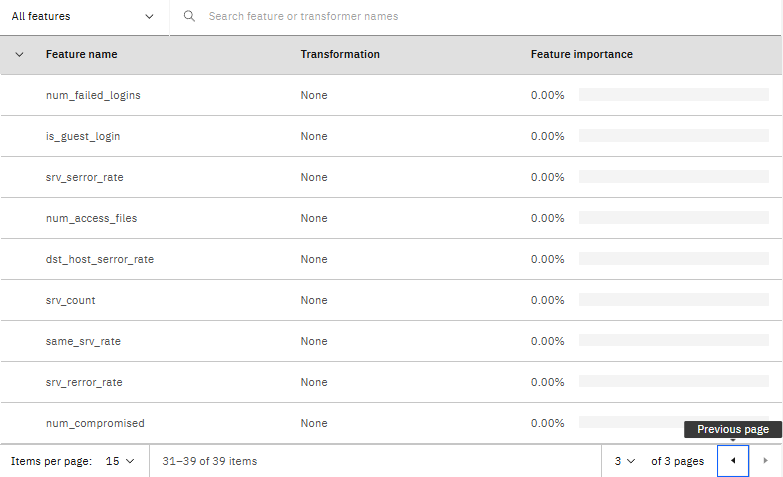 All features Search feature or transformer names
Feature name Transformation Feature importance
num_failed_logins None 0.00%
is_guest_login None 0.00%
srv_serror_rate None 0.00%
num_access_files None 0.00%
dst_host_serror_rate None 0.00%
srv_count None 0.00%
same_srv_rate None 0.00%
srv_rerror_rate None 0.00%
num_compromised None 0.00%
Previous page
Items per page: 15 31–39 of 39 items 3 of 3 pages